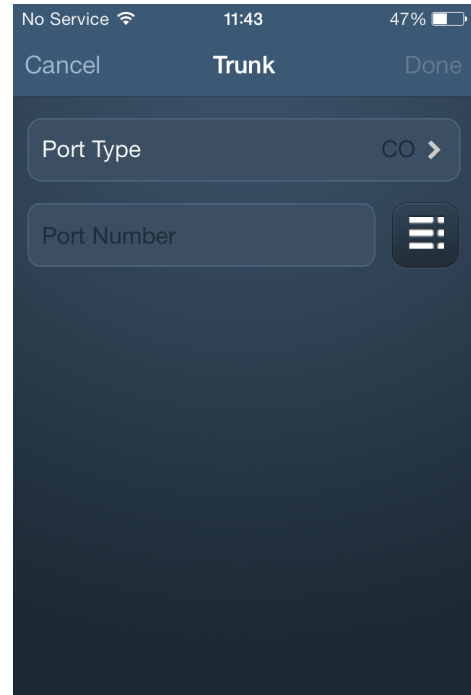 No Service 11:43 47%
Cancel Trunk Done
Port Type CO
Port Number